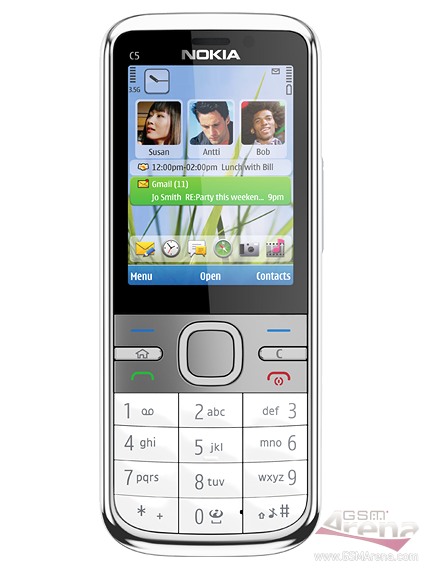 C5 NOKIA
3.5G
Susan Antti Bob
12:00pm-02:00pm Lunch with Bill
Gmail (11)
Jo Smith RE:Party this weeken... 9pm
Menu Open Contacts
C
1 2 abc def 3
4 ghi 5 jkl mno 6
7 pqrs 8 tuv wxyz 9
* + 0 #
GSM
Arena
www.GSMArena.com